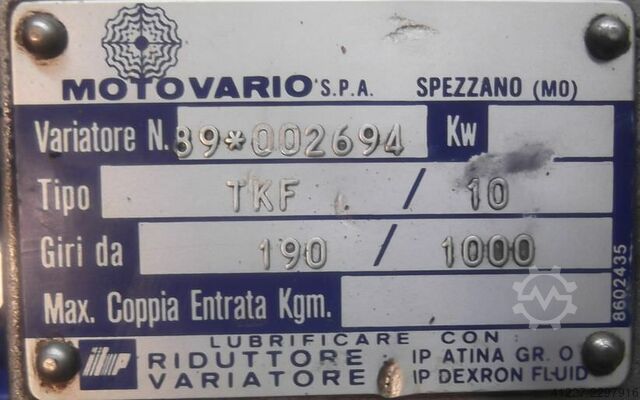 MOTOVARIO S.P.A. SPEZZANO (MO)
Variatore N. 89*002694 Kw
Tipo TKF / 10
Giri da 190 / 1000
Max. Coppia Entrata Kgm.
8602435
LUBRIFICARE CON:
RIDUTTORE IP ATINA GR. 0
VARIATORE IP DEXRON FLUID